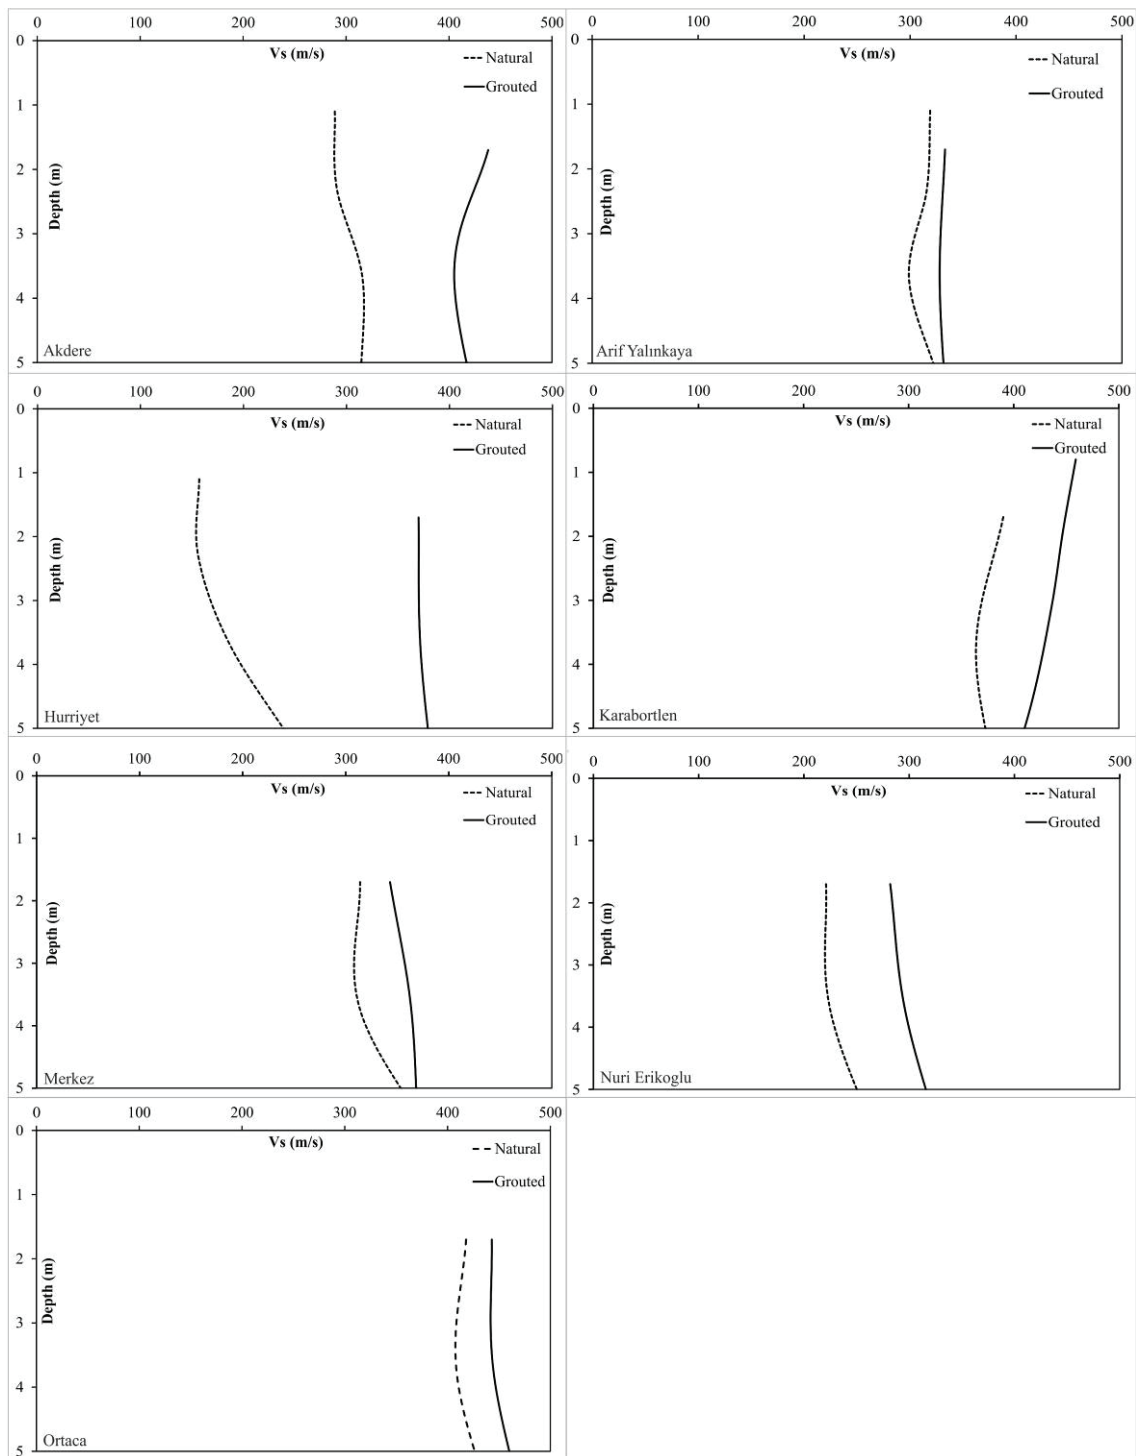 0 100 200 300 400 500
Vs (m/s)
Natural
Grouted
Depth (m)
0
1
2
3
4
5
Akdere
0 100 200 300 400 500
Vs (m/s)
Natural
Grouted
Depth (m)
0
1
2
3
4
5
Arif Yalınkaya
0 100 200 300 400 500
Vs (m/s)
Natural
Grouted
Depth (m)
0
1
2
3
4
5
Hurriyet
0 100 200 300 400 500
Vs (m/s)
Natural
Grouted
Depth (m)
0
1
2
3
4
5
Karabortlen
0 100 200 300 400 500
Vs (m/s)
Natural
Grouted
Depth (m)
0
1
2
3
4
5
Merkez
0 100 200 300 400 500
Vs (m/s)
Natural
Grouted
Depth (m)
0
1
2
3
4
5
Nuri Erikoglu
0 100 200 300 400 500
Vs (m/s)
Natural
Grouted
Depth (m)
0
1
2
3
4
5
Ortaca